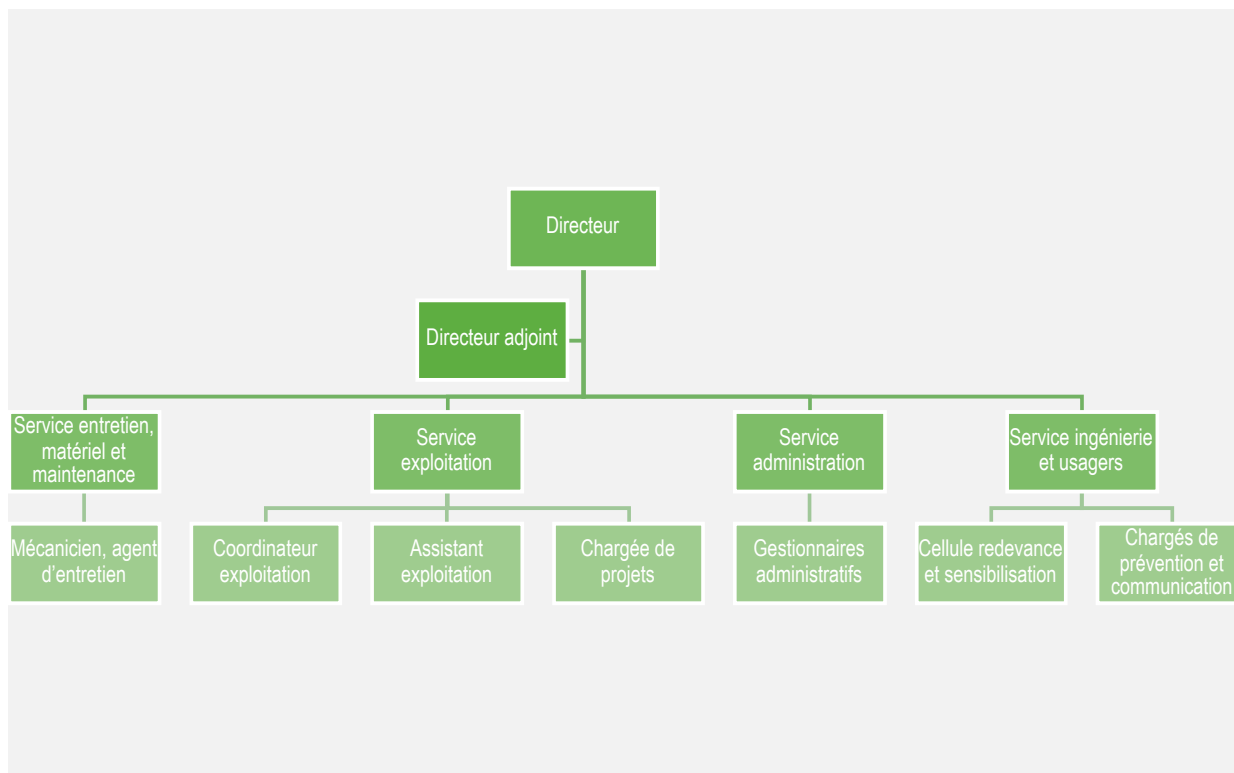 Directeur
Directeur adjoint
Service entretien,
matériel et
maintenance
Service
exploitation
Service
administration
Service ingénierie
et usagers
Mécanicien, agent
d’entretien
Coordinateur
exploitation
Assistant
exploitation
Chargée de
projets
Gestionnaires
administratifs
Cellule redevance
et sensibilisation
Chargés de
prévention et
communication